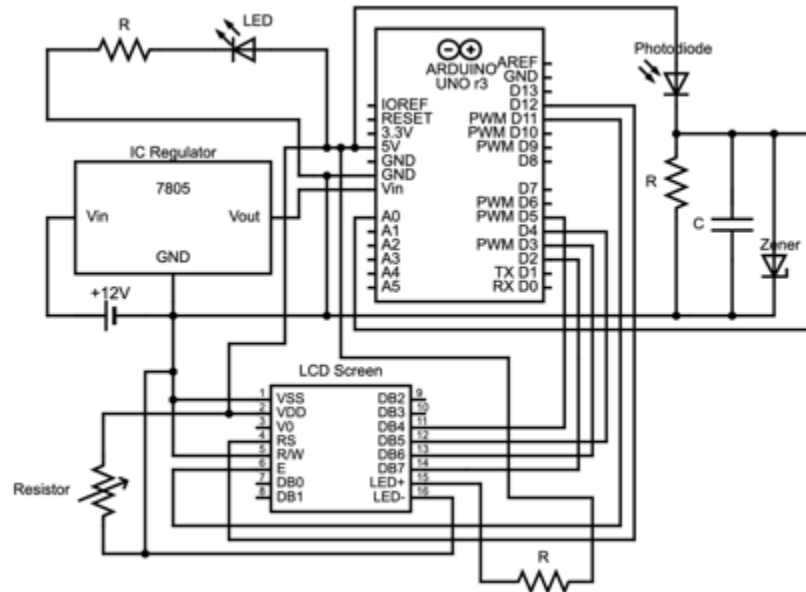 R
LED
ARDUINO
UNO r3
IOREF
RESET
3.3V
5V
GND
GND
Vin
A0
A1
A2
A3
A4
A5
AREF
GND
D13
D12
PWM D11
PWM D10
PWM D9
D8
D7
PWM D6
PWM D5
D4
PWM D3
D2
TX D1
RX D0
Photodiode
R
C
Zener
IC Regulator
7805
Vin
Vout
GND
+12V
LCD Screen
1 VSS
2 VDD
3 V0
4 RS
5 R/W
6 E
7 DB0
8 DB1
DB2 9
DB3 10
DB4 11
DB5 12
DB6 13
DB7 14
LED+ 15
LED- 16
Resistor
R